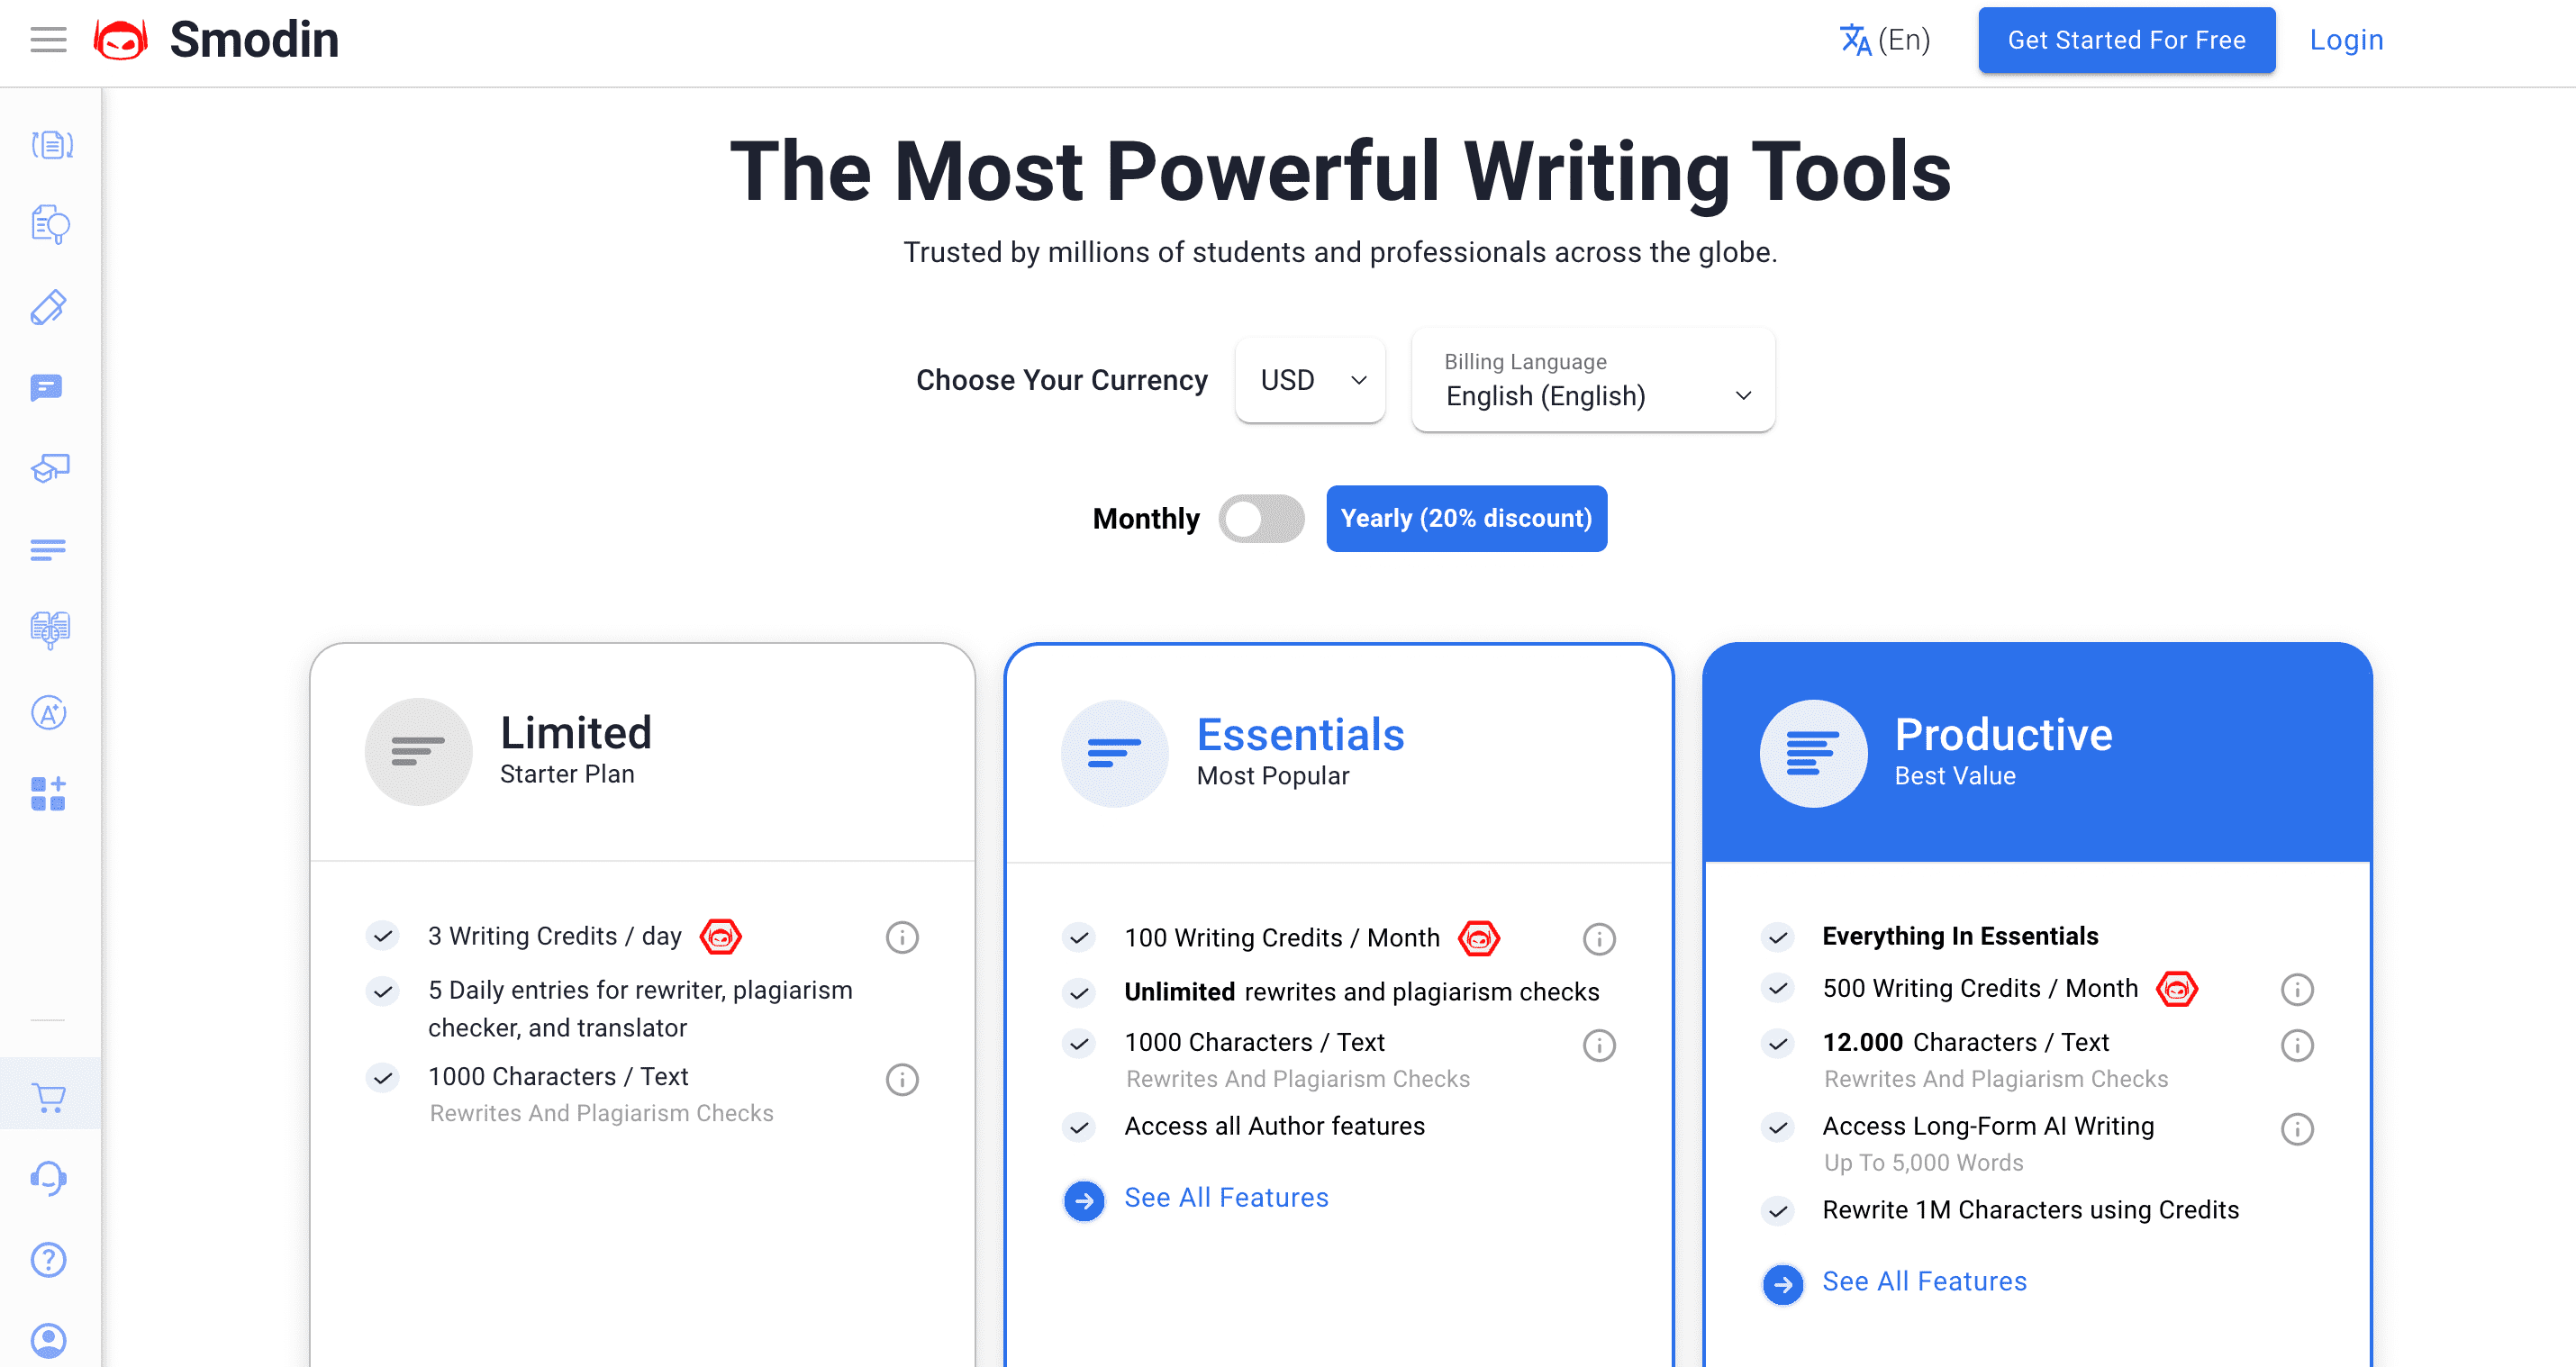 Smodin
(En)
Get Started For Free
Login
The Most Powerful Writing Tools
Trusted by millions of students and professionals across the globe.
Choose Your Currency
USD
Billing Language
English (English)
Monthly
Yearly (20% discount)
Limited
Starter Plan
3 Writing Credits / day
5 Daily entries for rewriter, plagiarism
checker, and translator
1000 Characters / Text
Rewrites And Plagiarism Checks
Essentials
Most Popular
100 Writing Credits / Month
Unlimited rewrites and plagiarism checks
1000 Characters / Text
Rewrites And Plagiarism Checks
Access all Author features
See All Features
Productive
Best Value
Everything In Essentials
500 Writing Credits / Month
12.000 Characters / Text
Rewrites And Plagiarism Checks
Access Long-Form AI Writing
Up To 5,000 Words
Rewrite 1M Characters using Credits
See All Features